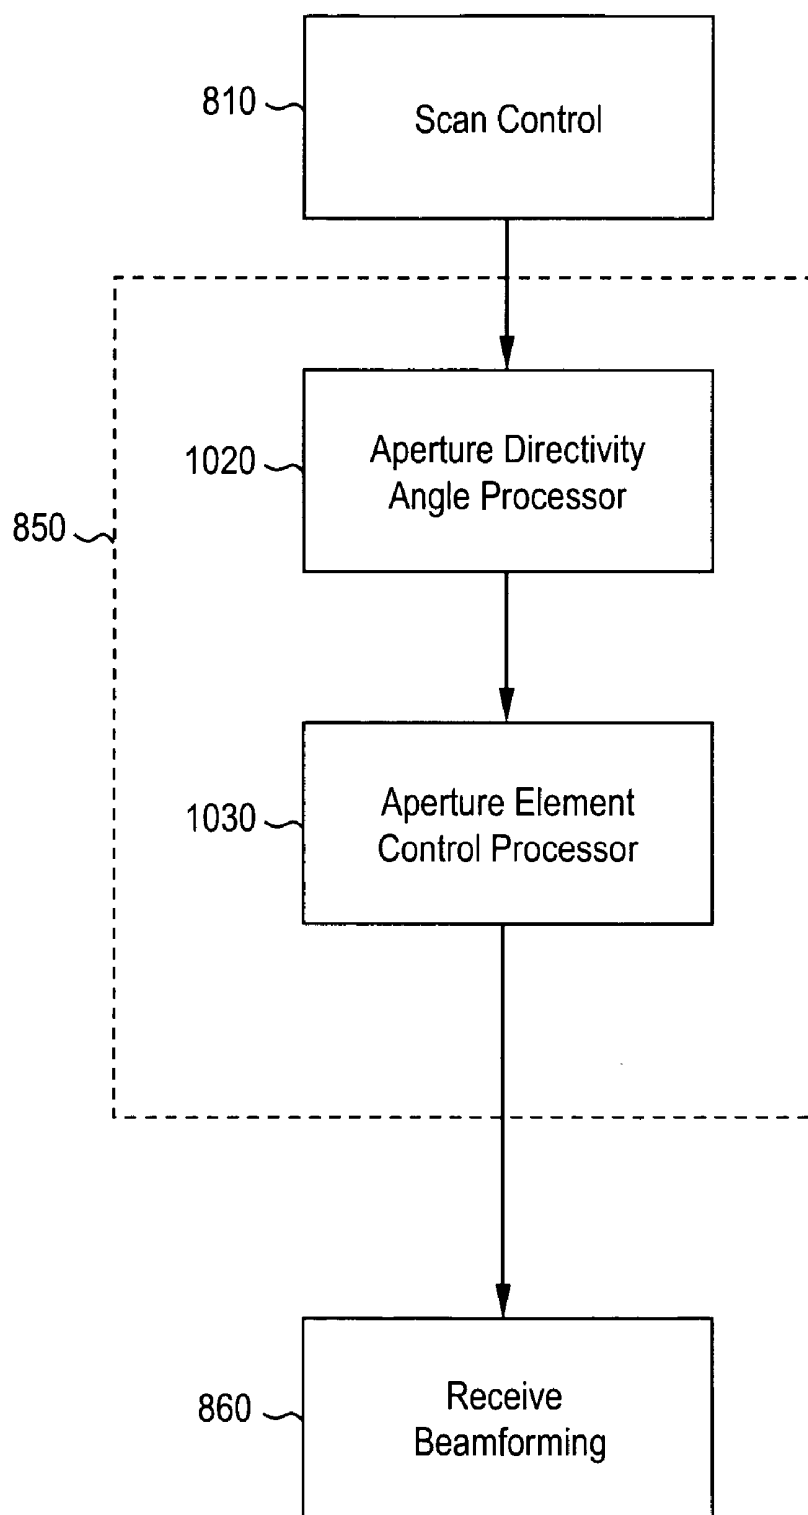 810
Scan Control
1020
Aperture Directivity
Angle Processor
850
1030
Aperture Element
Control Processor
860
Receive
Beamforming